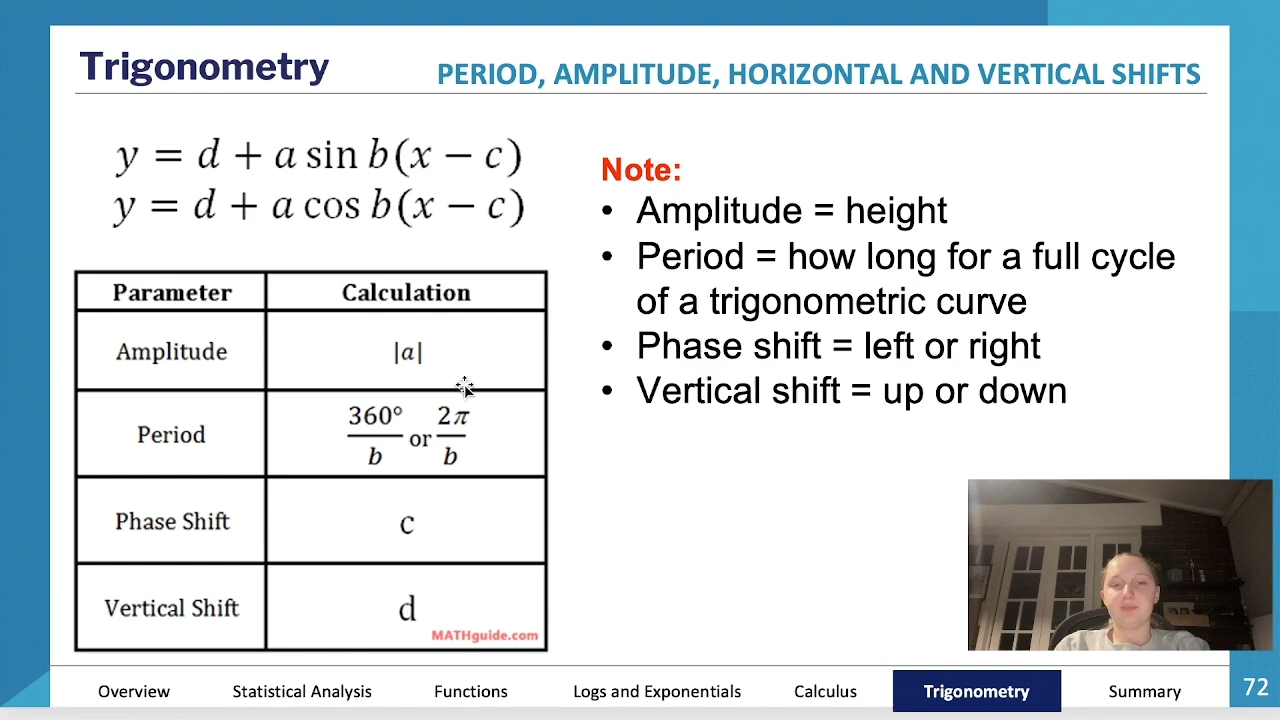 Trigonometry
PERIOD, AMPLITUDE, HORIZONTAL AND VERTICAL SHIFTS
y = d + a sin b(x − c)
y = d + a cos b(x − c)
Parameter Calculation
Amplitude |a|
Period 360°/b or 2π/b
Phase Shift c
Vertical Shift d
MATHguide.com
Note:
• Amplitude = height
• Period = how long for a full cycle
of a trigonometric curve
• Phase shift = left or right
• Vertical shift = up or down
Overview Statistical Analysis Functions Logs and Exponentials Calculus Trigonometry Summary 72